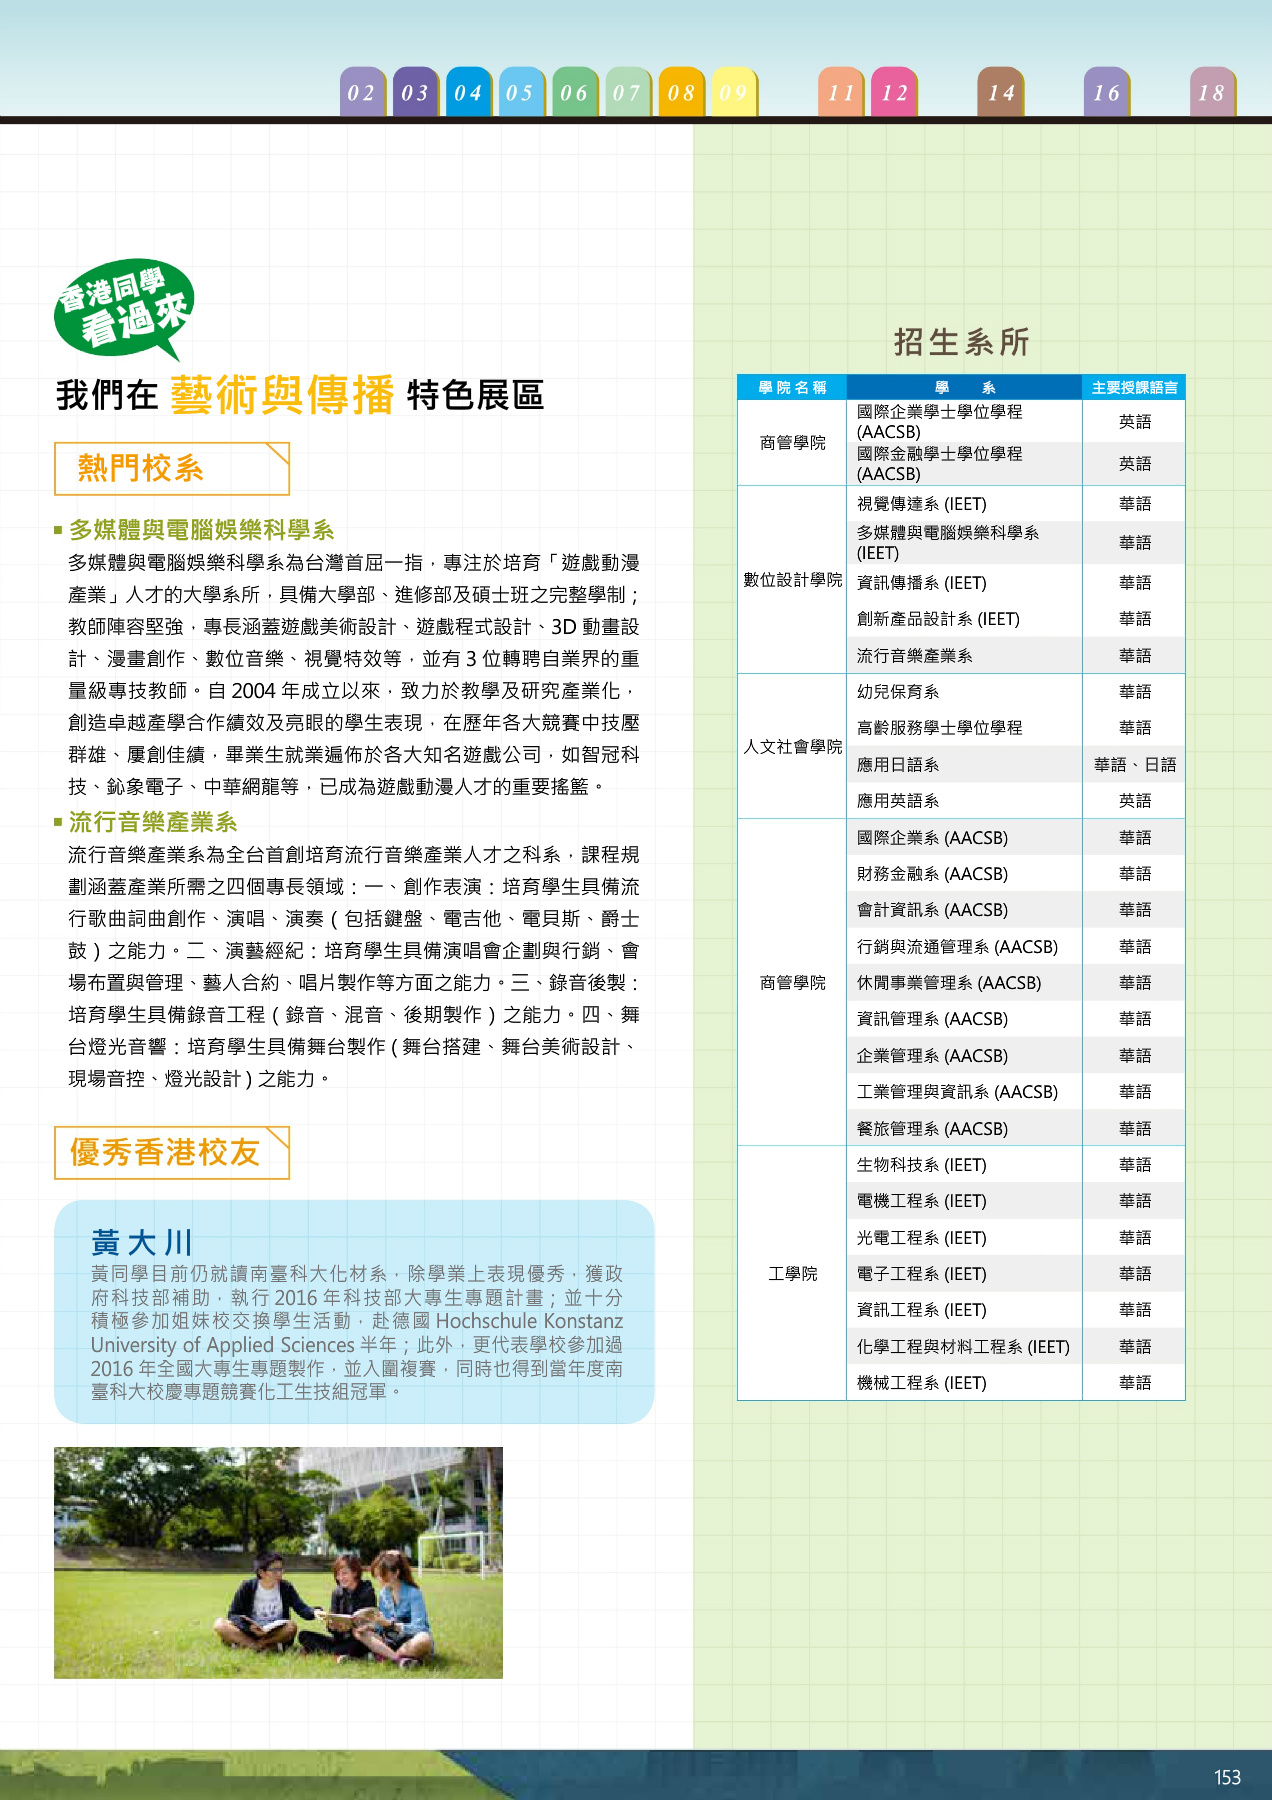 02 03 04 05 06 07 08 09 11 12 14 16 18
香港同學
看過來
我們在 藝術與傳播 特色展區
熱門校系
多媒體與電腦娛樂科學系
多媒體與電腦娛樂科學系為台灣首屈一指，專注於培育「遊戲動漫
產業」人才的大學系所，具備大學部、進修部及碩士班之完整學制；
教師陣容堅強，專長涵蓋遊戲美術設計、遊戲程式設計、3D 動畫設
計、漫畫創作、數位音樂、視覺特效等，並有 3 位轉聘自業界的重
量級專技教師。自 2004 年成立以來，致力於教學及研究產業化，
創造卓越產學合作績效及亮眼的學生表現，在歷年各大競賽中技壓
群雄、屢創佳績，畢業生就業遍佈於各大知名遊戲公司，如智冠科
技、鈊象電子、中華網龍等，已成為遊戲動漫人才的重要搖籃。
流行音樂產業系
流行音樂產業系為全台首創培育流行音樂產業人才之科系，課程規
劃涵蓋產業所需之四個專長領域：一、創作表演：培育學生具備流
行歌曲詞曲創作、演唱、演奏 ( 包括鍵盤、電吉他、電貝斯、爵士
鼓 ) 之能力。二、演藝經紀：培育學生具備演唱會企劃與行銷、會
場布置與管理、藝人合約、唱片製作等方面之能力。三、錄音後製：
培育學生具備錄音工程 ( 錄音、混音、後期製作 ) 之能力。四、舞
台燈光音響：培育學生具備舞台製作 ( 舞台搭建、舞台美術設計、
現場音控、燈光設計 ) 之能力。
優秀香港校友
黃大川
黃同學目前仍就讀南臺科大化材系，除學業上表現優秀，獲政
府科技部補助，執行 2016 年科技部大專生專題計畫；並十分
積極參加姐妹校交換學生活動，赴德國 Hochschule Konstanz
University of Applied Sciences 半年；此外，更代表學校參加過
2016 年全國大專生專題製作，並入圍複賽，同時也得到當年度南
臺科大校慶專題競賽化工生技組冠軍。
招生系所
學院名稱 學 系 主要授課語言
商管學院
國際企業學士學位學程
(AACSB)
英語
國際金融學士學位學程
(AACSB)
英語
數位設計學院
視覺傳達系 (IEET) 華語
多媒體與電腦娛樂科學系
(IEET)
華語
資訊傳播系 (IEET) 華語
創新產品設計系 (IEET) 華語
流行音樂產業系 華語
人文社會學院
幼兒保育系 華語
高齡服務學士學位學程 華語
應用日語系 華語、日語
應用英語系 英語
商管學院
國際企業系 (AACSB) 華語
財務金融系 (AACSB) 華語
會計資訊系 (AACSB) 華語
行銷與流通管理系 (AACSB) 華語
休閒事業管理系 (AACSB) 華語
資訊管理系 (AACSB) 華語
企業管理系 (AACSB) 華語
工業管理與資訊系 (AACSB) 華語
餐旅管理系 (AACSB) 華語
工學院
生物科技系 (IEET) 華語
電機工程系 (IEET) 華語
光電工程系 (IEET) 華語
電子工程系 (IEET) 華語
資訊工程系 (IEET) 華語
化學工程與材料工程系 (IEET) 華語
機械工程系 (IEET) 華語
153